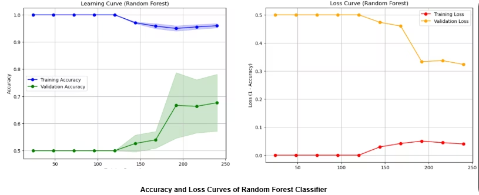 Learning Curve (Random Forest)
1.0
0.9
0.8
0.7
0.6
0.5
Accuracy
Training Accuracy
Validation Accuracy
50
100
150
200
250
Loss Curve (Random Forest)
0.5
0.4
0.3
0.2
0.1
0.0
Loss (1 - Accuracy)
Training Loss
Validation Loss
50
100
150
200
250
Accuracy and Loss Curves of Random Forest Classifier